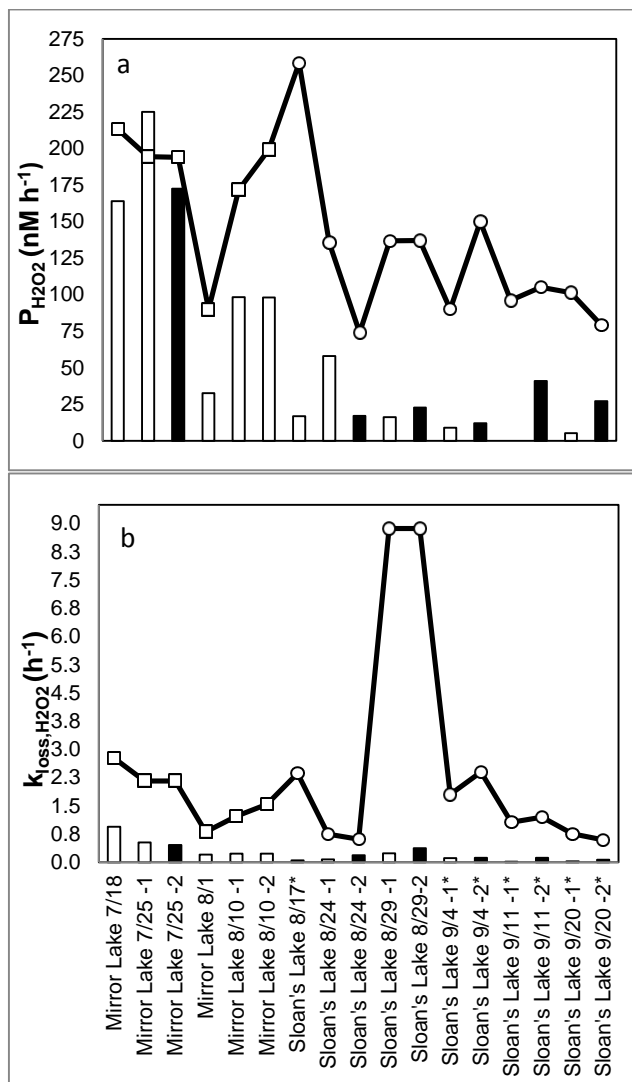 a
P_H2O2 (nM h⁻¹)
275
250
225
200
175
150
125
100
75
50
25
0
b
k_loss,H2O2 (h⁻¹)
9.0
8.3
7.5
6.8
6.0
5.3
4.5
3.8
3.0
2.3
1.5
0.8
0.0
Mirror Lake 7/18
Mirror Lake 7/25 -1
Mirror Lake 7/25 -2
Mirror Lake 8/1
Mirror Lake 8/10 -1
Mirror Lake 8/10 -2
Sloan's Lake 8/17*
Sloan's Lake 8/24 -1
Sloan's Lake 8/24 -2
Sloan's Lake 8/29 -1
Sloan's Lake 8/29-2
Sloan's Lake 9/4 -1*
Sloan's Lake 9/4 -2*
Sloan's Lake 9/11 -1*
Sloan's Lake 9/11 -2*
Sloan's Lake 9/20 -1*
Sloan's Lake 9/20 -2*